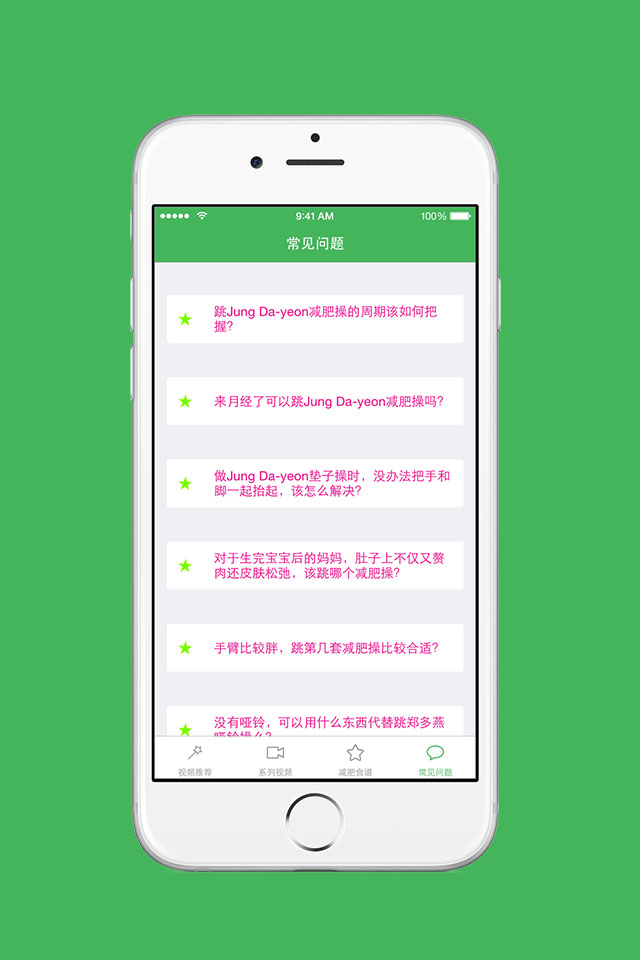 9:41 AM
100%
常见问题
跳Jung Da-yeon减肥操的周期该如何把
握?
来月经了可以跳Jung Da-yeon减肥操吗?
做Jung Da-yeon垫子操时，没办法把手和
脚一起抬起，该怎么解决?
对于生完宝宝后的妈妈，肚子上不仅又赘
肉还皮肤松弛，该跳哪个减肥操?
手臂比较胖，跳第几套减肥操比较合适?
没有哑铃，可以用什么东西代替跳郑多燕
哑铃操么?
视频推荐
系列视频
减肥食谱
常见问题